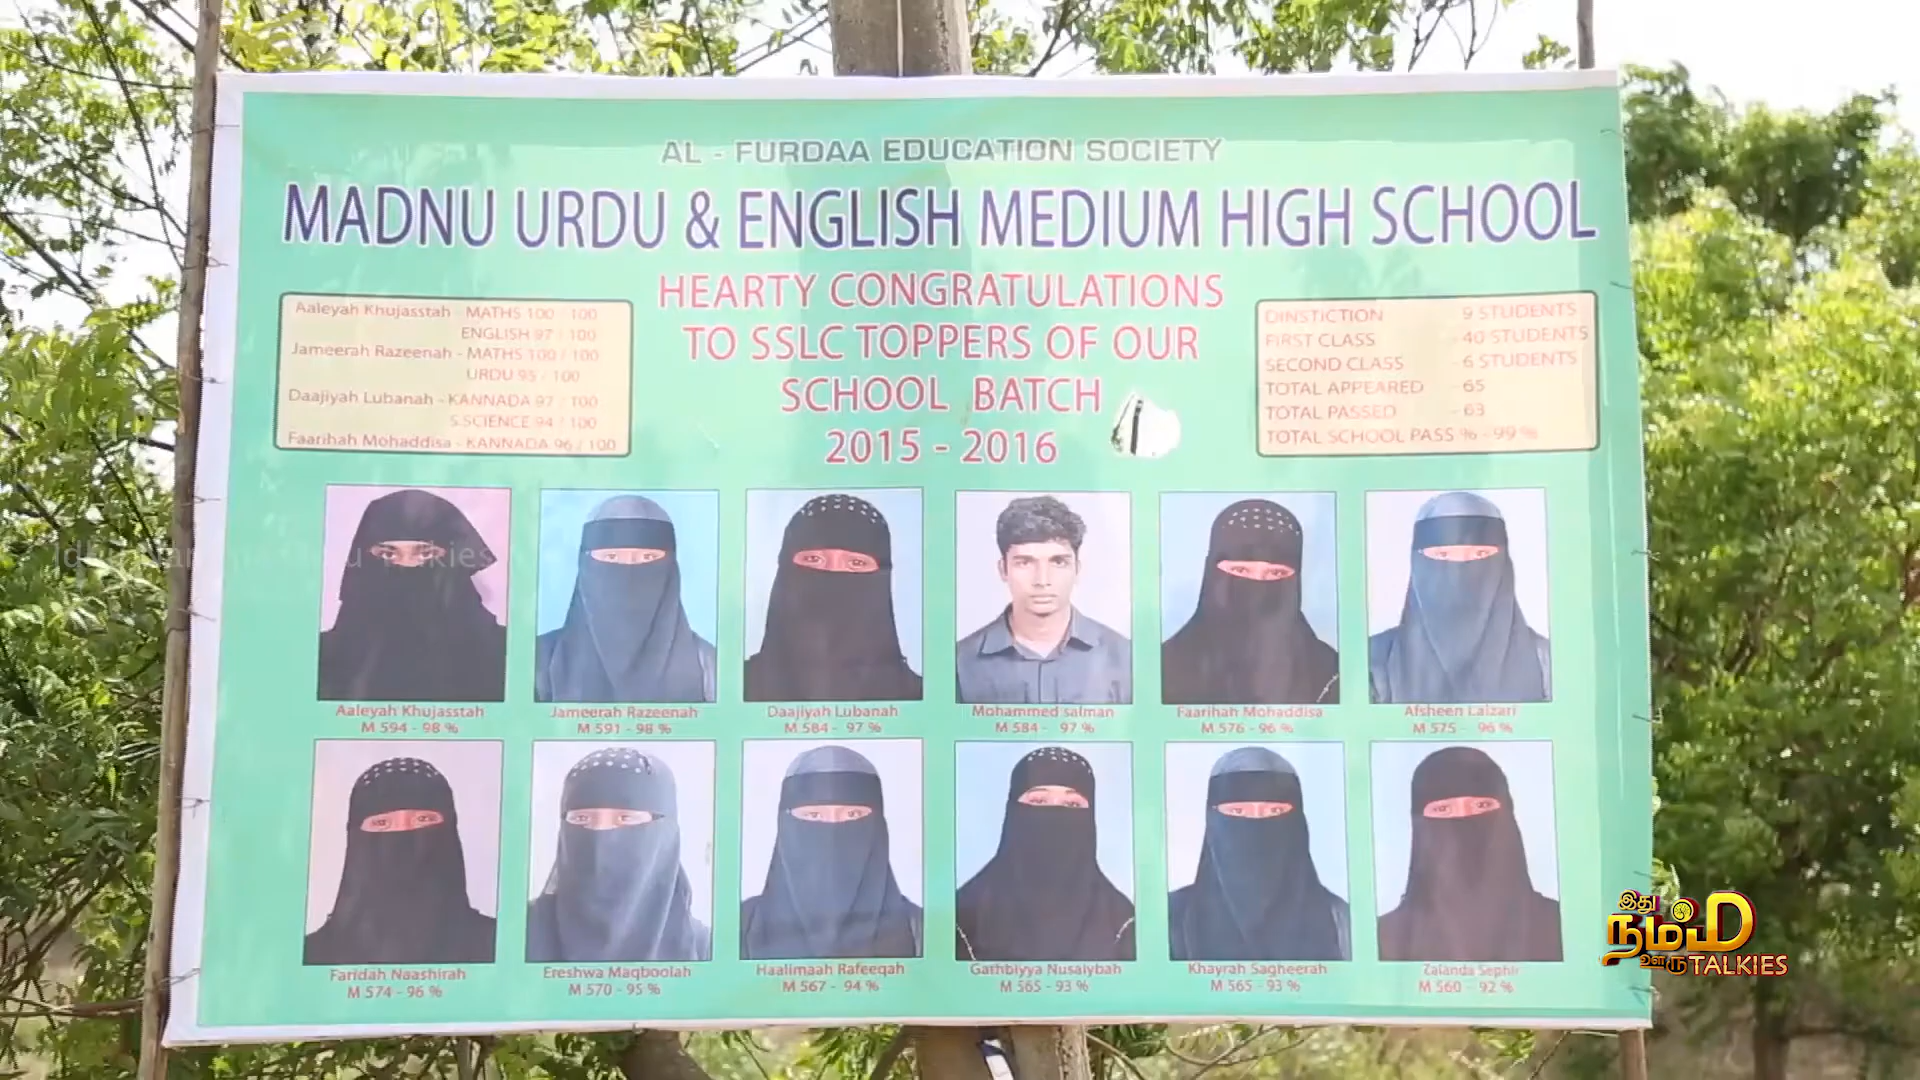 AL - FURDAA EDUCATION SOCIETY
MADNU URDU & ENGLISH MEDIUM HIGH SCHOOL
HEARTY CONGRATULATIONS
TO SSLC TOPPERS OF OUR
SCHOOL BATCH
2015 - 2016
Aaleyah Khujasstah - MATHS 100 - 100
ENGLISH 97 / 100
Jameerah Razeenah - MATHS 100 / 100
URDU 95 - 100
Daajiyah Lubanah - KANNADA 97 / 100
S.SCIENCE 94 / 100
Faarihah Mohaddisa - KANNADA 96 / 100
DINSTICTION - 9 STUDENTS
FIRST CLASS - 40 STUDENTS
SECOND CLASS - 6 STUDENTS
TOTAL APPEARED - 65
TOTAL PASSED - 63
TOTAL SCHOOL PASS % - 99 %
Aaleyah Khujasstah
M 594 - 98 %
Jameerah Razeenah
M 591 - 98 %
Daajiyah Lubanah
M 584 - 97 %
Mohammed salman
M 584 - 97 %
Faarihah Mohaddisa
M 576 - 96 %
Afsheen Laizari
M 575 - 96 %
Faridah Naashirah
M 574 - 96 %
Ereshwa Maqboolah
M 570 - 95 %
Haalimaah Rafeeqah
M 567 - 94 %
Gathbiyya Nusaiybah
M 565 - 93 %
Khayrah Sagheerah
M 565 - 93 %
Zalanda Sephir
M 560 - 92 %
இது
நம்ம
ஊரு TALKIES